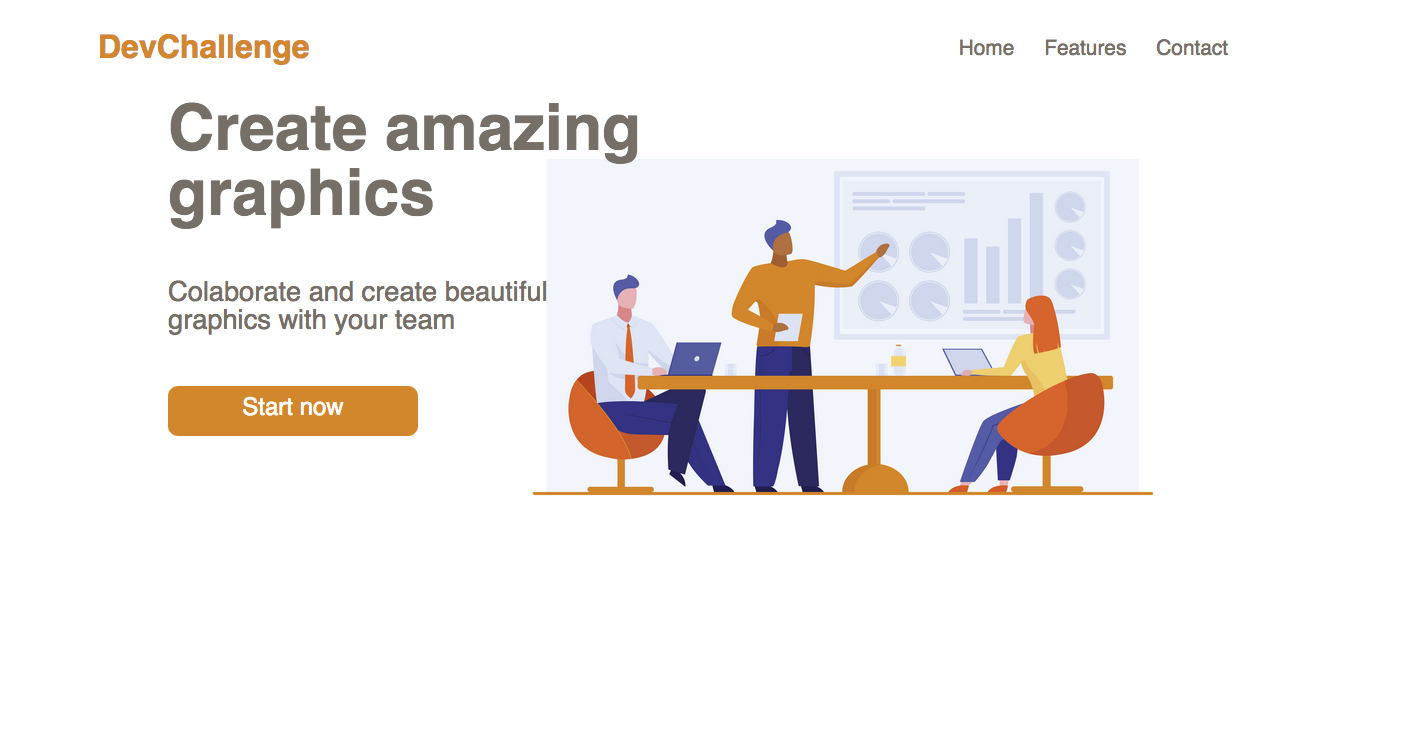 DevChallenge
Home Features Contact
Create amazing
graphics
Colaborate and create beautiful
graphics with your team
Start now